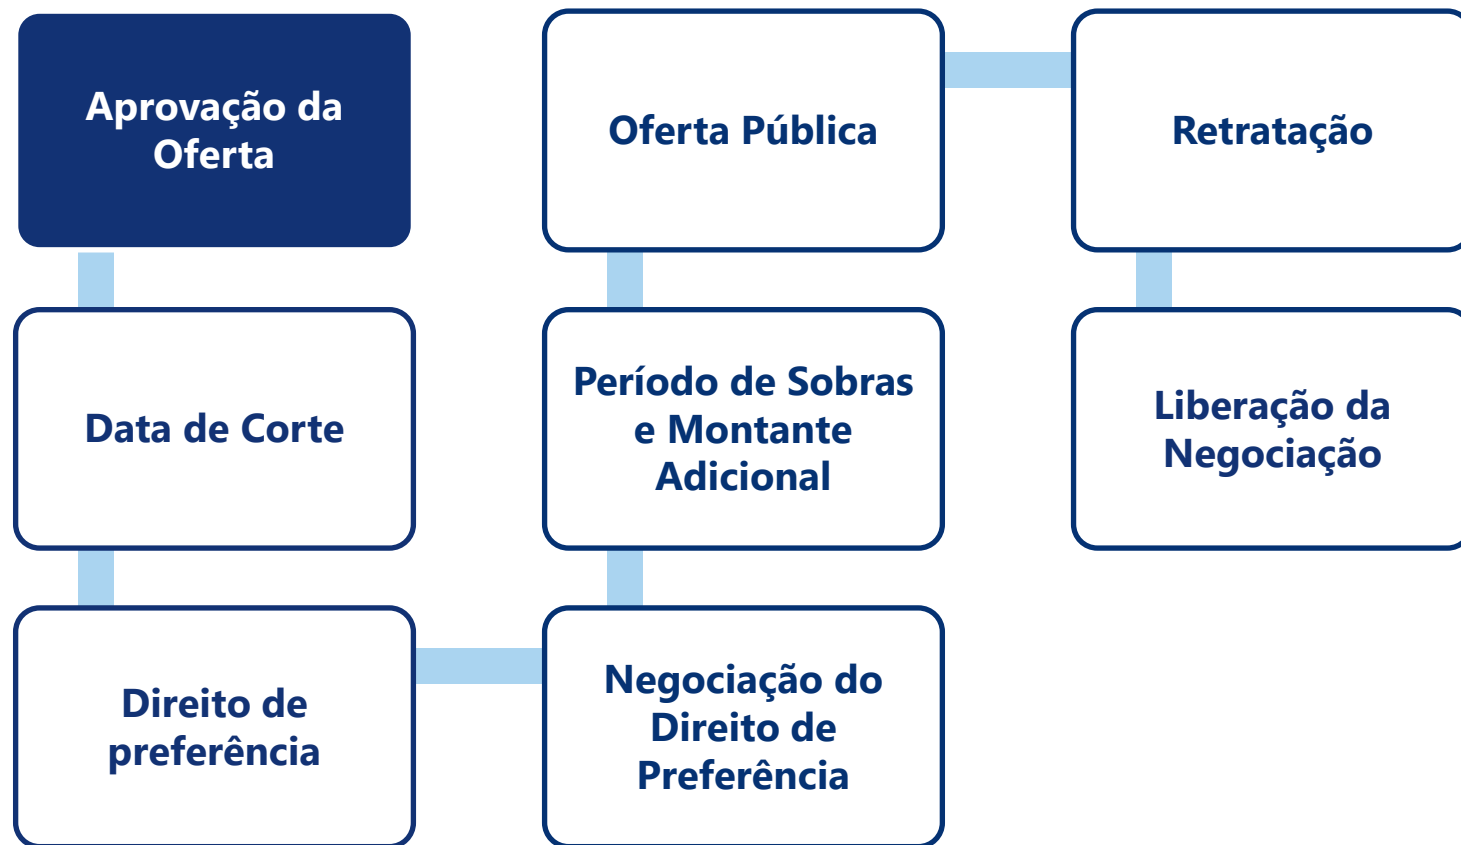 Aprovação da
Oferta
Data de Corte
Direito de
preferência
Negociação do
Direito de
Preferência
Período de Sobras
e Montante
Adicional
Oferta Pública
Retratação
Liberação da
Negociação